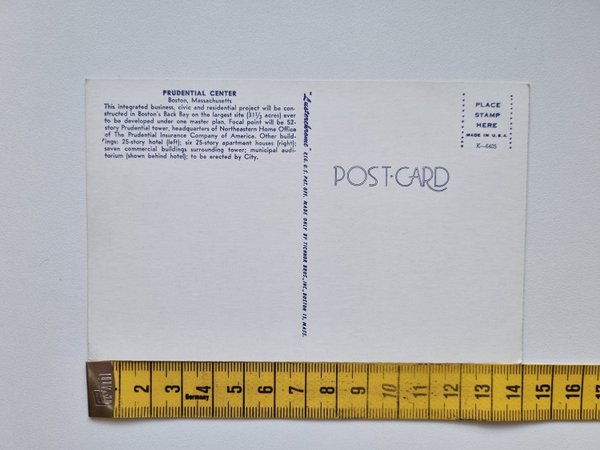 PRUDENTIAL CENTER
Boston, Massachusetts
This integrated business, civic and residential project will be con-
structed in Boston's Back Bay on the largest site (31½ acres) ever
to be developed under one master plan. Focal point will be 52-
story Prudential tower, headquarters of Northeastern Home Office
of The Prudential Insurance Company of America. Other build-
ings: 25-story hotel (left); six 25-story apartment houses (right);
seven commercial buildings surrounding tower; municipal audi-
torium (shown behind hotel); to be erected by City.
"Lusterchrome" REG. U.S. PAT. OFF. MADE ONLY BY TICHNOR BROS., INC., BOSTON 15, MASS.
PLACE
STAMP
HERE
MADE IN U.S.A.
K-6405
POST-CARD
2 3 4 5 6 7 8 9 10 11 12 13 14 15 16 17
Germany